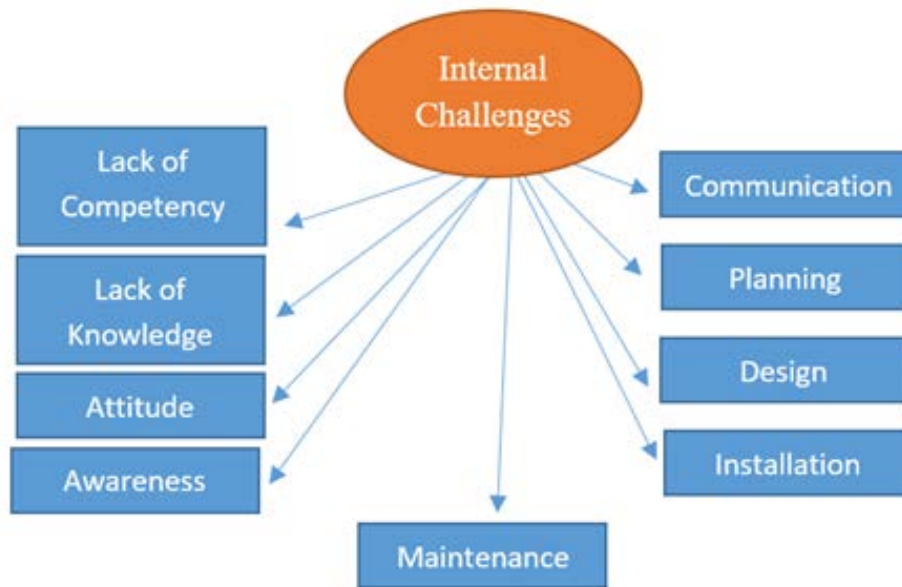 Internal
Challenges
Lack of
Competency
Lack of
Knowledge
Attitude
Awareness
Maintenance
Communication
Planning
Design
Installation